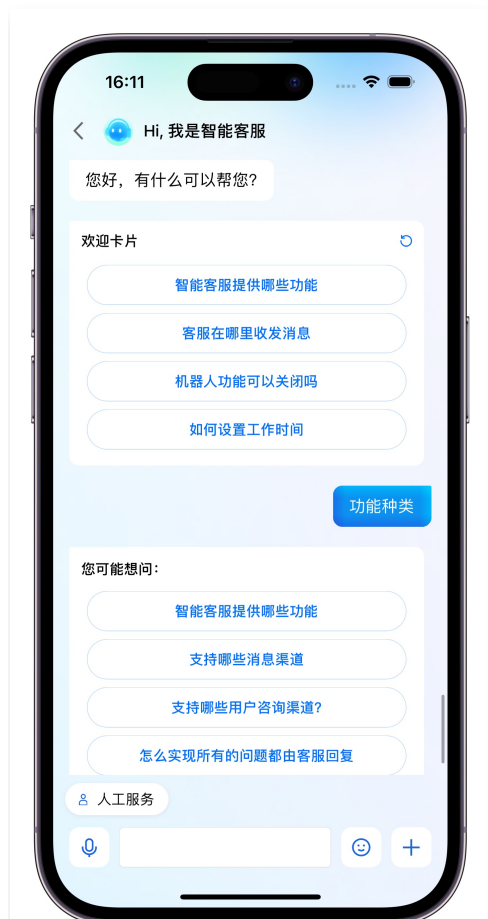 16:11
Hi, 我是智能客服
您好，有什么可以帮您?
欢迎卡片
智能客服提供哪些功能
客服在哪里收发消息
机器人功能可以关闭吗
如何设置工作时间
功能种类
您可能想问：
智能客服提供哪些功能
支持哪些消息渠道
支持哪些用户咨询渠道?
怎么实现所有的问题都由客服回复
人工服务